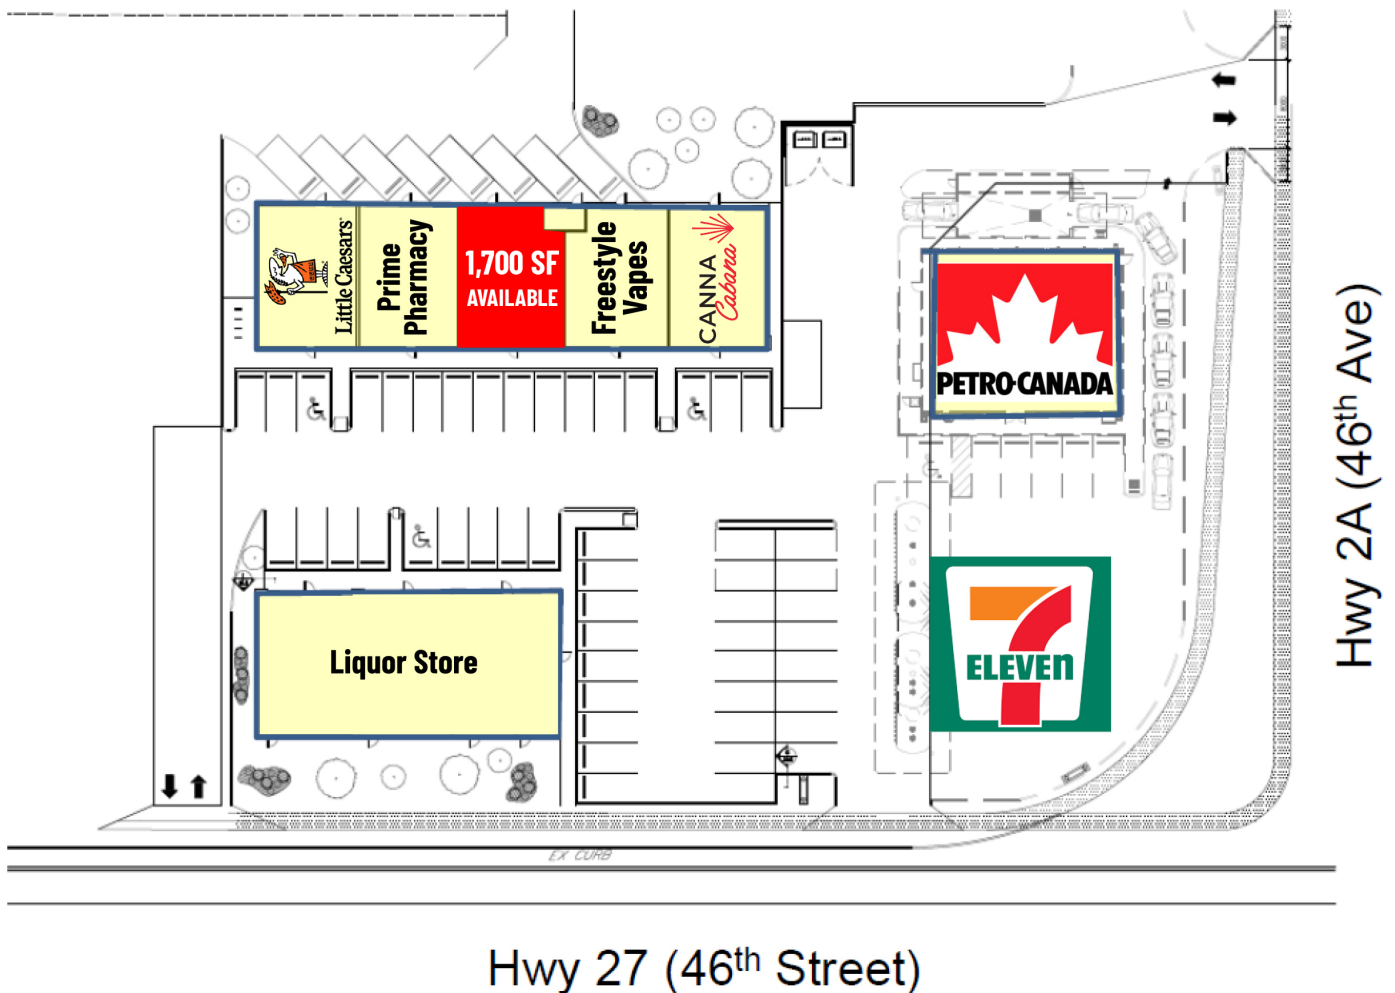 Little Caesars
Prime
Pharmacy
1,700 SF
AVAILABLE
Freestyle
Vapes
CANNA
Cabana
PETRO-CANADA
Liquor Store
7
ELEVEn
EX CURB
Hwy 2A (46th Ave)
Hwy 27 (46th Street)